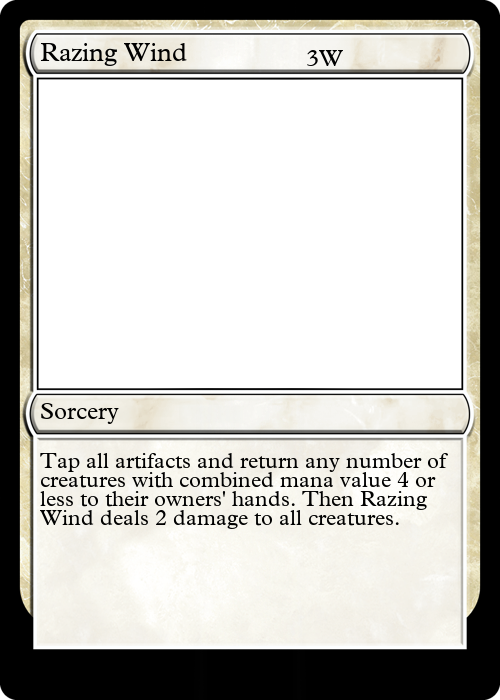 Razing Wind 3W
Sorcery
Tap all artifacts and return any number of
creatures with combined mana value 4 or
less to their owners' hands. Then Razing
Wind deals 2 damage to all creatures.